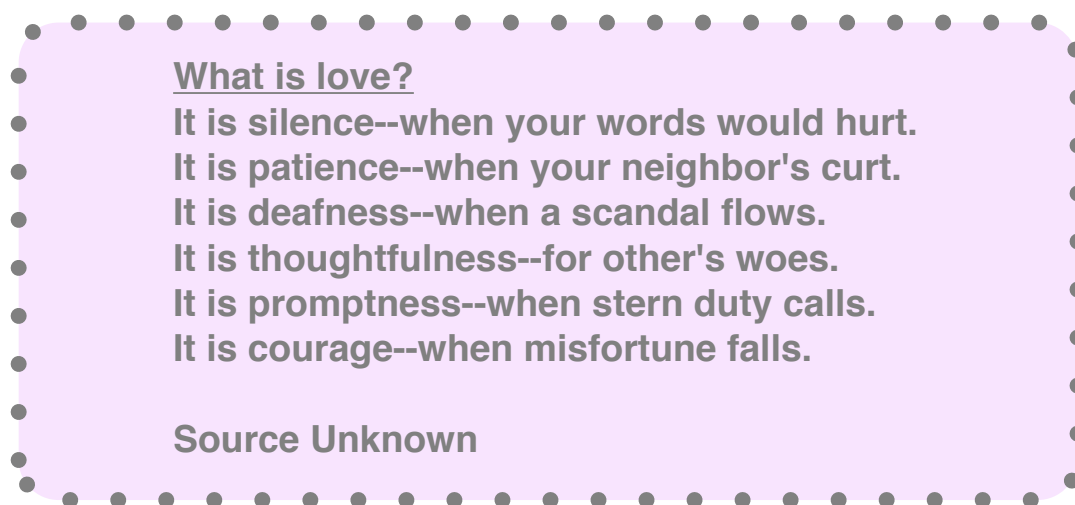 What is love?
It is silence--when your words would hurt.
It is patience--when your neighbor's curt.
It is deafness--when a scandal flows.
It is thoughtfulness--for other's woes.
It is promptness--when stern duty calls.
It is courage--when misfortune falls.
Source Unknown